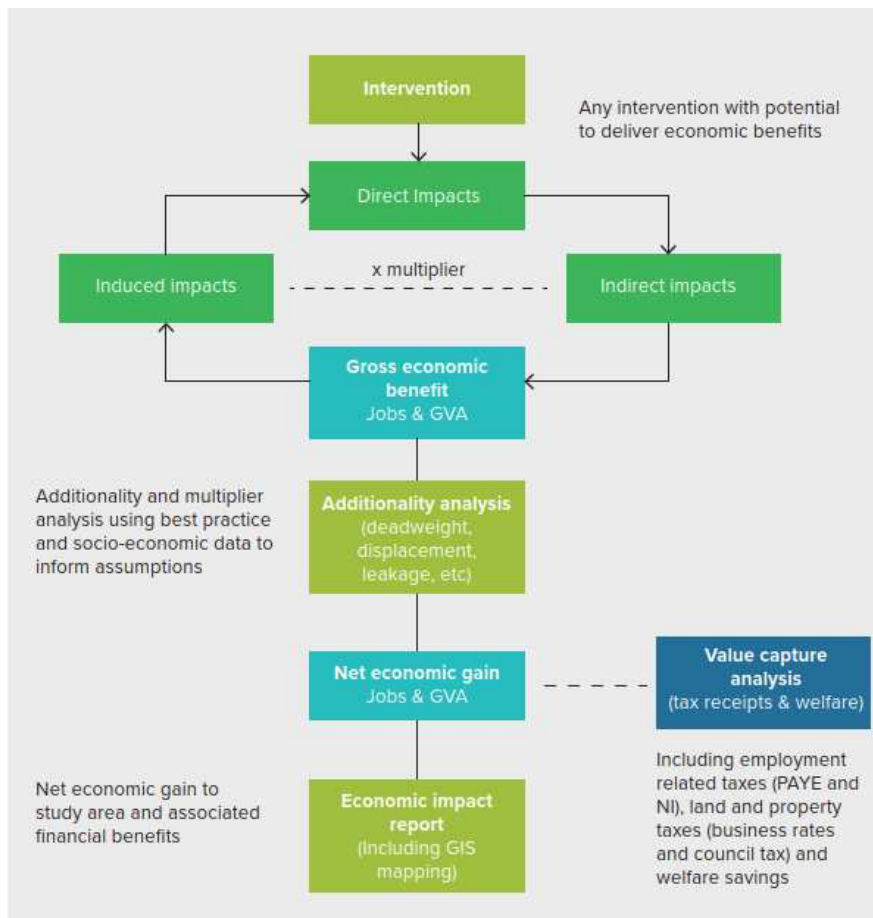 Intervention
Any intervention with potential
to deliver economic benefits
Direct Impacts
x multiplier
Induced impacts
Indirect impacts
Gross economic
benefit
Jobs & GVA
Additionality and multiplier
analysis using best practice
and socio-economic data to
inform assumptions
Additionality analysis
(deadweight,
displacement,
leakage, etc)
Net economic gain
Jobs & GVA
Value capture
analysis
(tax receipts & welfare)
Including employment
related taxes (PAYE and
NI), land and property
taxes (business rates
and council tax) and
welfare savings
Net economic gain to
study area and associated
financial benefits
Economic impact
report
(Including GIS
mapping)